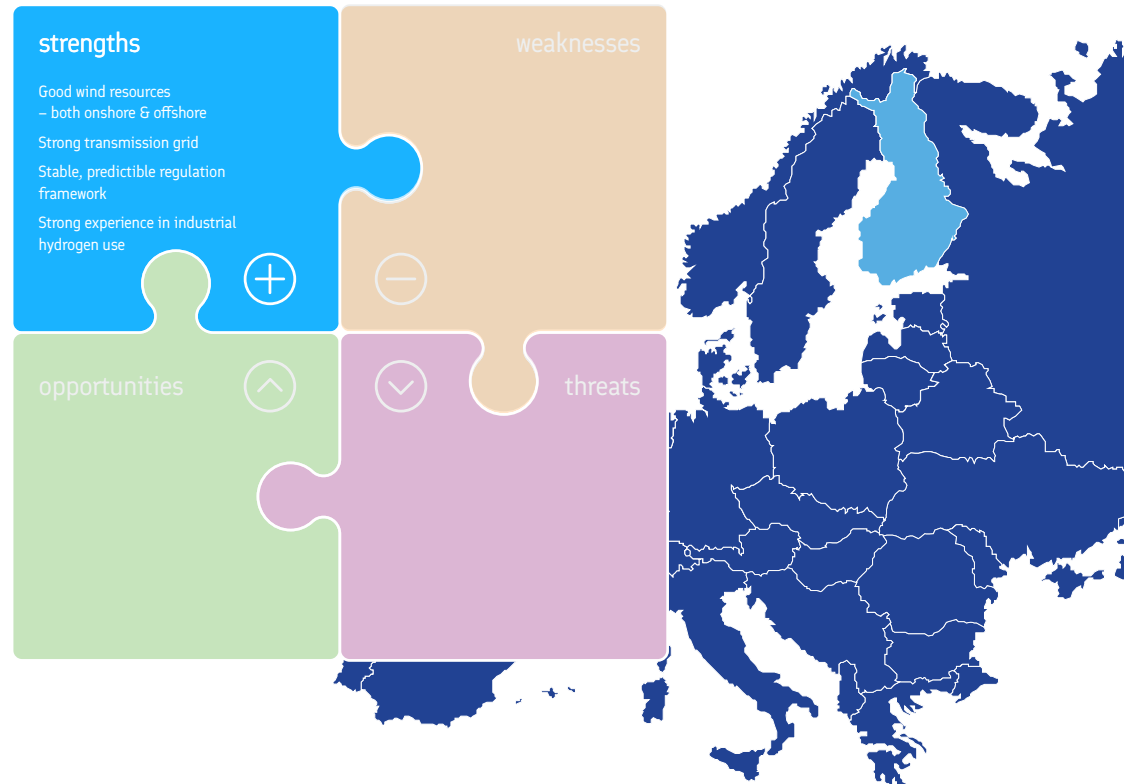 strengths
weaknesses
Good wind resources
– both onshore & offshore
Strong transmission grid
Stable, predictible regulation
framework
Strong experience in industrial
hydrogen use
opportunities
threats